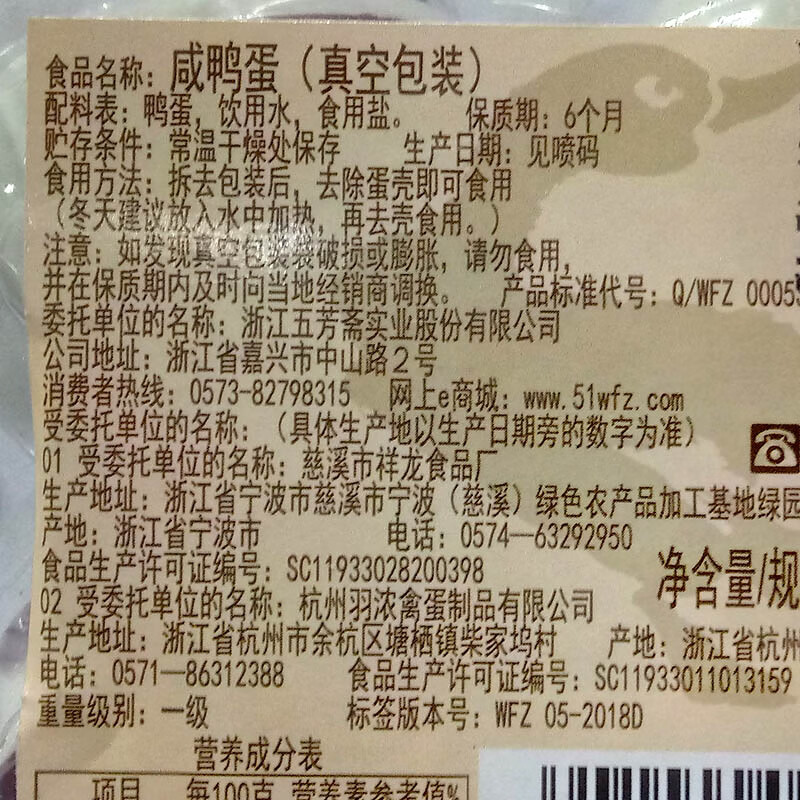 食品名称：咸鸭蛋（真空包装）
配料表：鸭蛋，饮用水，食用盐。 保质期：6个月
贮存条件：常温干燥处保存 生产日期：见喷码
食用方法：拆去包装后，去除蛋壳即可食用
（冬天建议放入水中加热，再去壳食用。）
注意：如发现真空包装袋破损或膨胀，请勿食用，
并在保质期内及时向当地经销商调换。 产品标准代号：Q/WFZ 0005
委托单位的名称：浙江五芳斋实业股份有限公司
公司地址：浙江省嘉兴市中山路２号
消费者热线：0573-82798315 网上e商城：www.51wfz.com
受委托单位的名称：（具体生产地以生产日期旁的数字为准）
01 受委托单位的名称：慈溪市祥龙食品厂
生产地址：浙江省宁波市慈溪市宁波（慈溪）绿色农产品加工基地绿园
产地：浙江省宁波市 电话：0574—63292950
食品生产许可证编号：SC11933028200398
净含量/规
02 受委托单位的名称：杭州羽浓禽蛋制品有限公司
生产地址：浙江省杭州市余杭区塘栖镇柴家坞村 产地：浙江省杭州
电话：0571—86312388 食品生产许可证编号：SC11933011013159
重量级别：一级 标签版本号：WFZ 05-2018D
营养成分表
项目 每100克 营养素参考值%